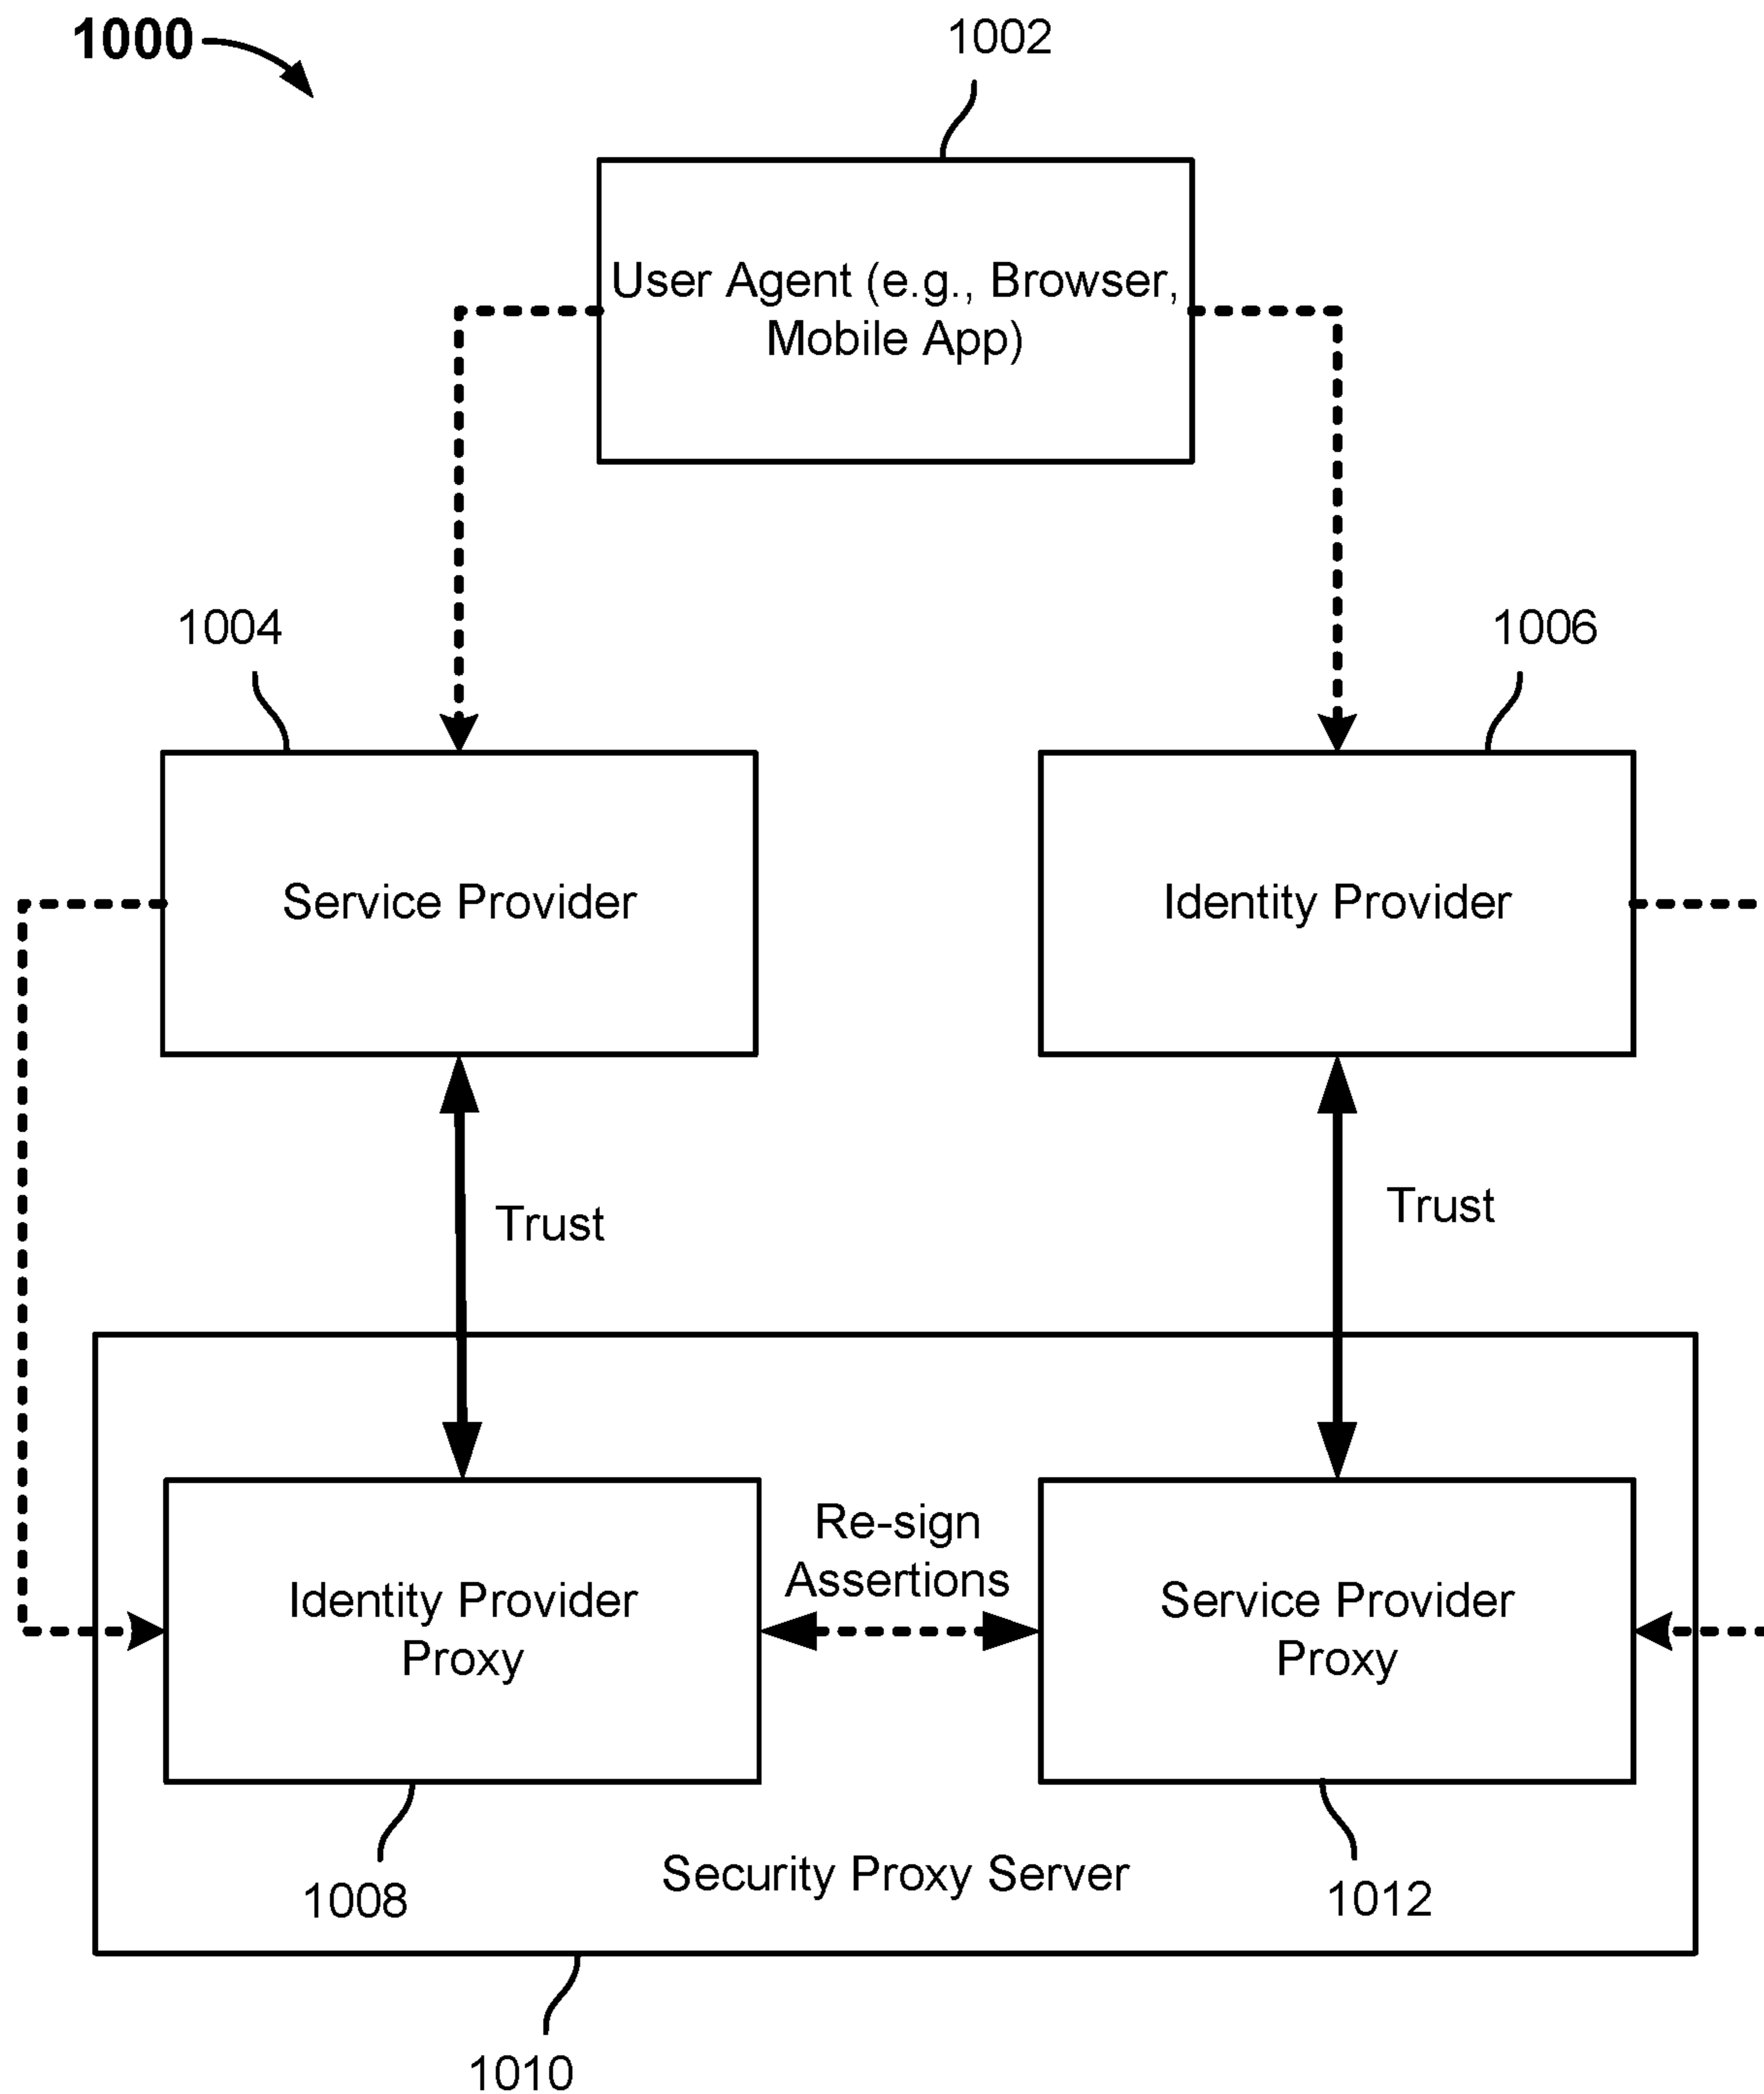 1000
1002
User Agent (e.g., Browser,
Mobile App)
1004
1006
Service Provider
Identity Provider
Trust
Trust
Re-sign
Assertions
Identity Provider
Proxy
Service Provider
Proxy
1008
Security Proxy Server
1012
1010